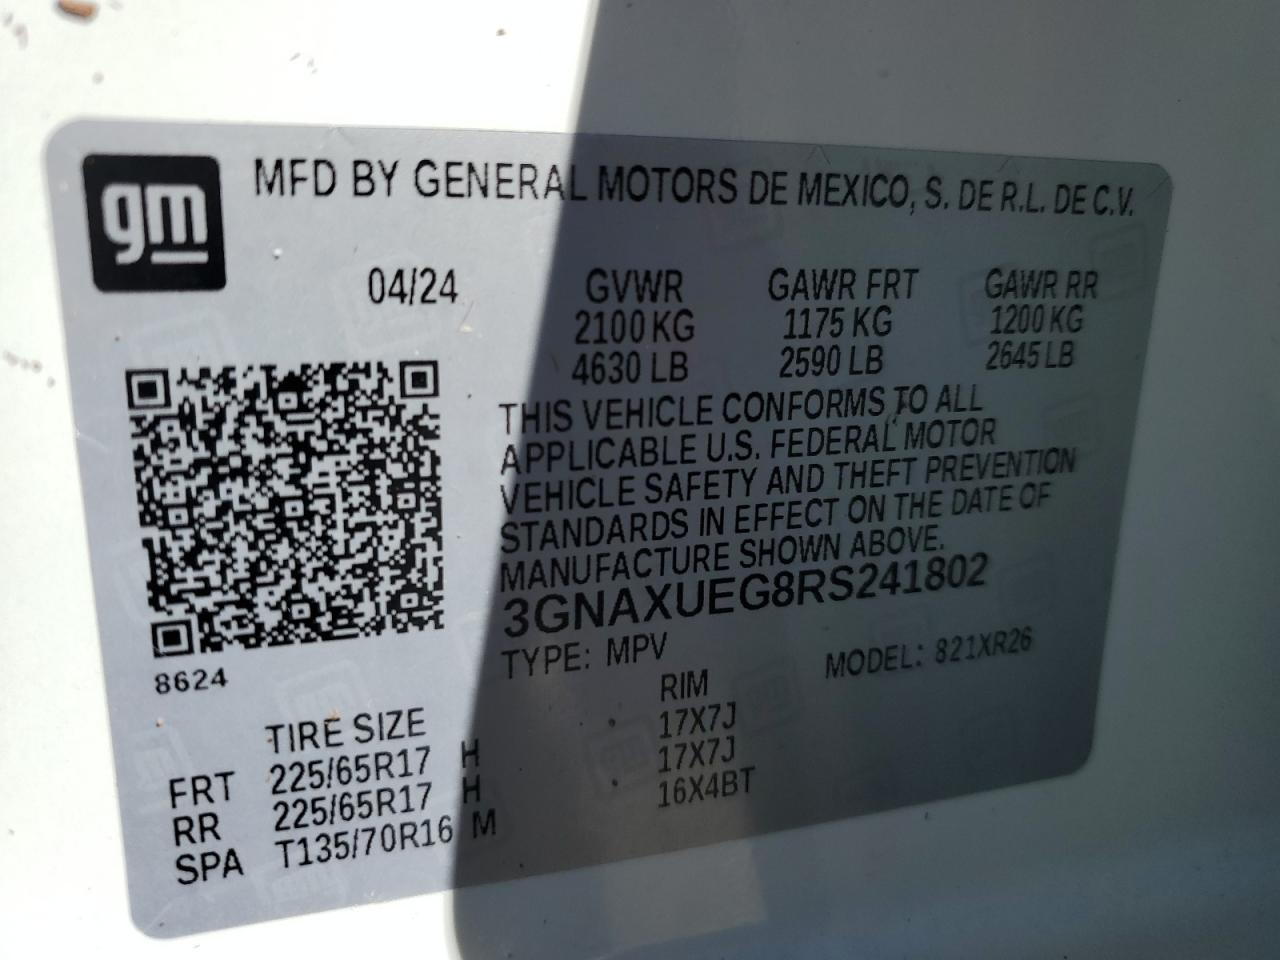 gm
MFD BY GENERAL MOTORS DE MEXICO, S. DE R.L. DE C.V.
04/24 GVWR GAWR FRT GAWR RR
2100 KG 1175 KG 1200 KG
4630 LB 2590 LB 2645 LB
THIS VEHICLE CONFORMS TO ALL
APPLICABLE U.S. FEDERAL MOTOR
VEHICLE SAFETY AND THEFT PREVENTION
STANDARDS IN EFFECT ON THE DATE OF
MANUFACTURE SHOWN ABOVE.
3GNAXUEG8RS241802
TYPE: MPV MODEL: 821XR26
8624
TIRE SIZE RIM
FRT 225/65R17 H 17X7J
RR 225/65R17 H 17X7J
SPA T135/70R16 M 16X4BT